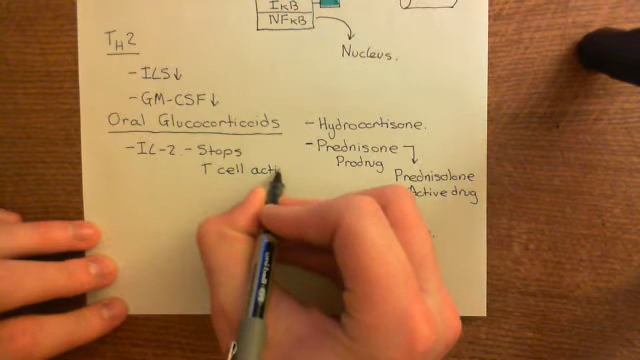 IκB
NFκB
Nucleus.
TH2
- IL5↓
- GM-CSF↓
Oral Glucocorticoids
- IL-2. - Stops
T cell acti
- Hydrocortisone.
- Prednisone
Prodrug
Prednisolone
Active drug